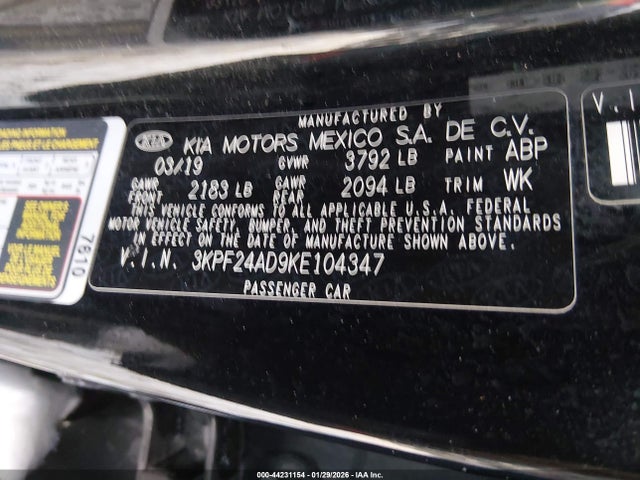 MANUFACTURED BY
KIA KIA MOTORS MEXICO S.A. DE C.V.
03/19 GVWR 3792 LB PAINT ABP
GAWR FRONT 2183 LB GAWR REAR 2094 LB TRIM WK
THIS VEHICLE CONFORMS TO ALL APPLICABLE U.S.A. FEDERAL
MOTOR VEHICLE SAFETY, BUMPER, AND THEFT PREVENTION STANDARDS
IN EFFECT ON THE DATE OF MANUFACTURE SHOWN ABOVE.
V.I.N. 3KPF24AD9KE104347
PASSENGER CAR
7610
V.I
000-44231154 - 01/29/2026 - IAA Inc.